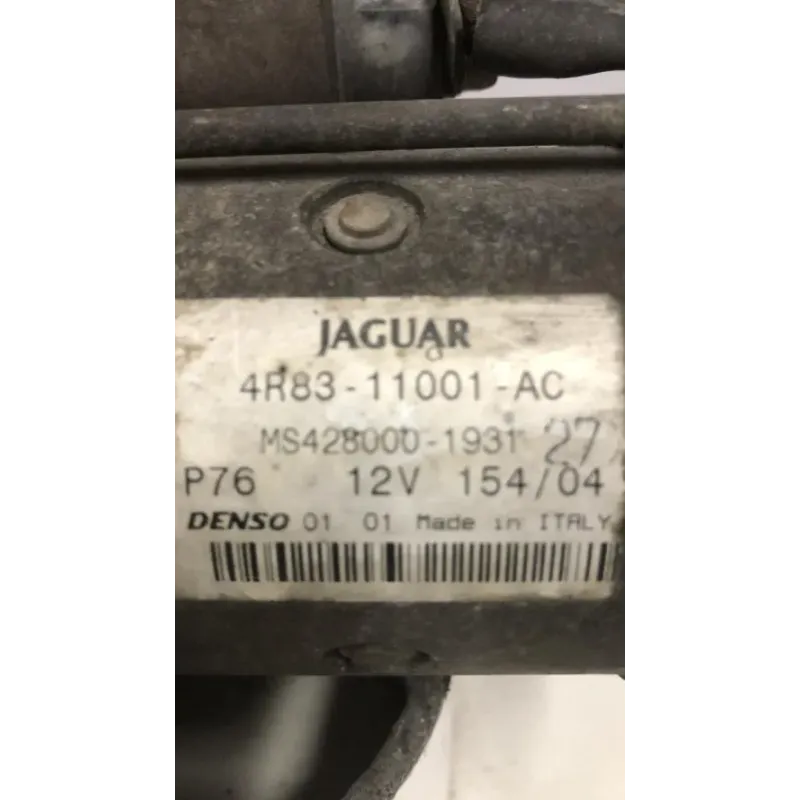 JAGUAR
4R83-11001-AC
MS428000-1931 27
P76 12V 154/04
DENSO 01 01 Made in ITALY